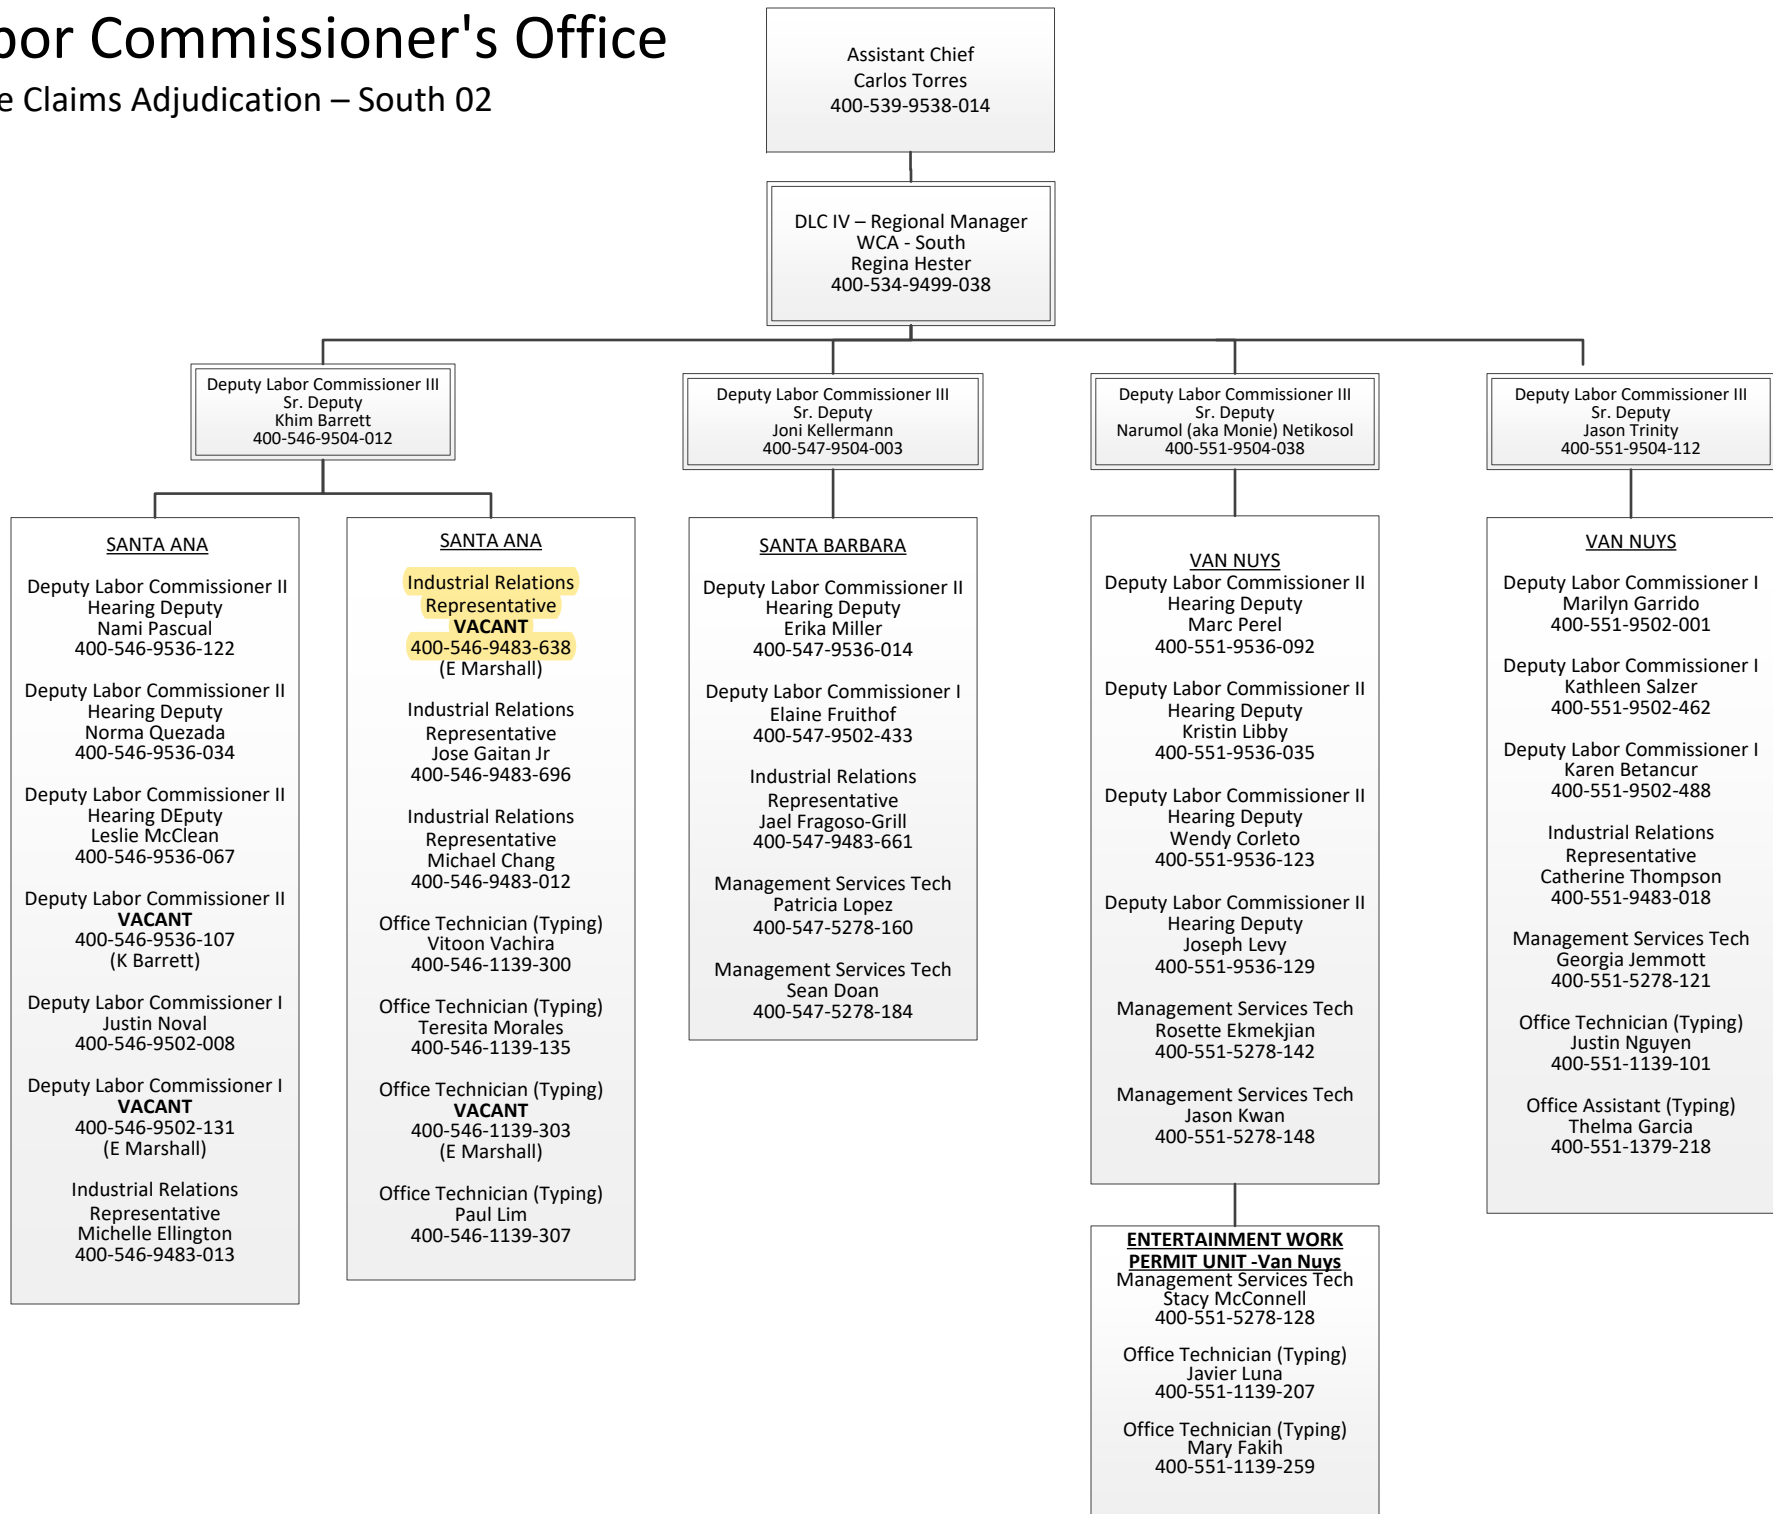 bor Commissioner's Office
e Claims Adjudication – South 02
Assistant Chief
Carlos Torres
400-539-9538-014
DLC IV – Regional Manager
WCA - South
Regina Hester
400-534-9499-038
Deputy Labor Commissioner III
Sr. Deputy
Khim Barrett
400-546-9504-012
Deputy Labor Commissioner III
Sr. Deputy
Joni Kellermann
400-547-9504-003
Deputy Labor Commissioner III
Sr. Deputy
Narumol (aka Monie) Netikosol
400-551-9504-038
Deputy Labor Commissioner III
Sr. Deputy
Jason Trinity
400-551-9504-112
SANTA ANA
Deputy Labor Commissioner II
Hearing Deputy
Nami Pascual
400-546-9536-122
Deputy Labor Commissioner II
Hearing Deputy
Norma Quezada
400-546-9536-034
Deputy Labor Commissioner II
Hearing DEputy
Leslie McClean
400-546-9536-067
Deputy Labor Commissioner II
VACANT
400-546-9536-107
(K Barrett)
Deputy Labor Commissioner I
Justin Noval
400-546-9502-008
Deputy Labor Commissioner I
VACANT
400-546-9502-131
(E Marshall)
Industrial Relations
Representative
Michelle Ellington
400-546-9483-013
SANTA ANA
Industrial Relations
Representative
VACANT
400-546-9483-638
(E Marshall)
Industrial Relations
Representative
Jose Gaitan Jr
400-546-9483-696
Industrial Relations
Representative
Michael Chang
400-546-9483-012
Office Technician (Typing)
Vitoon Vachira
400-546-1139-300
Office Technician (Typing)
Teresita Morales
400-546-1139-135
Office Technician (Typing)
VACANT
400-546-1139-303
(E Marshall)
Office Technician (Typing)
Paul Lim
400-546-1139-307
SANTA BARBARA
Deputy Labor Commissioner II
Hearing Deputy
Erika Miller
400-547-9536-014
Deputy Labor Commissioner I
Elaine Fruithof
400-547-9502-433
Industrial Relations
Representative
Jael Fragoso-Grill
400-547-9483-661
Management Services Tech
Patricia Lopez
400-547-5278-160
Management Services Tech
Sean Doan
400-547-5278-184
VAN NUYS
Deputy Labor Commissioner II
Hearing Deputy
Marc Perel
400-551-9536-092
Deputy Labor Commissioner II
Hearing Deputy
Kristin Libby
400-551-9536-035
Deputy Labor Commissioner II
Hearing Deputy
Wendy Corleto
400-551-9536-123
Deputy Labor Commissioner II
Hearing Deputy
Joseph Levy
400-551-9536-129
Management Services Tech
Rosette Ekmekjian
400-551-5278-142
Management Services Tech
Jason Kwan
400-551-5278-148
ENTERTAINMENT WORK
PERMIT UNIT -Van Nuys
Management Services Tech
Stacy McConnell
400-551-5278-128
Office Technician (Typing)
Javier Luna
400-551-1139-207
Office Technician (Typing)
Mary Fakih
400-551-1139-259
VAN NUYS
Deputy Labor Commissioner I
Marilyn Garrido
400-551-9502-001
Deputy Labor Commissioner I
Kathleen Salzer
400-551-9502-462
Deputy Labor Commissioner I
Karen Betancur
400-551-9502-488
Industrial Relations
Representative
Catherine Thompson
400-551-9483-018
Management Services Tech
Georgia Jemmott
400-551-5278-121
Office Technician (Typing)
Justin Nguyen
400-551-1139-101
Office Assistant (Typing)
Thelma Garcia
400-551-1379-218